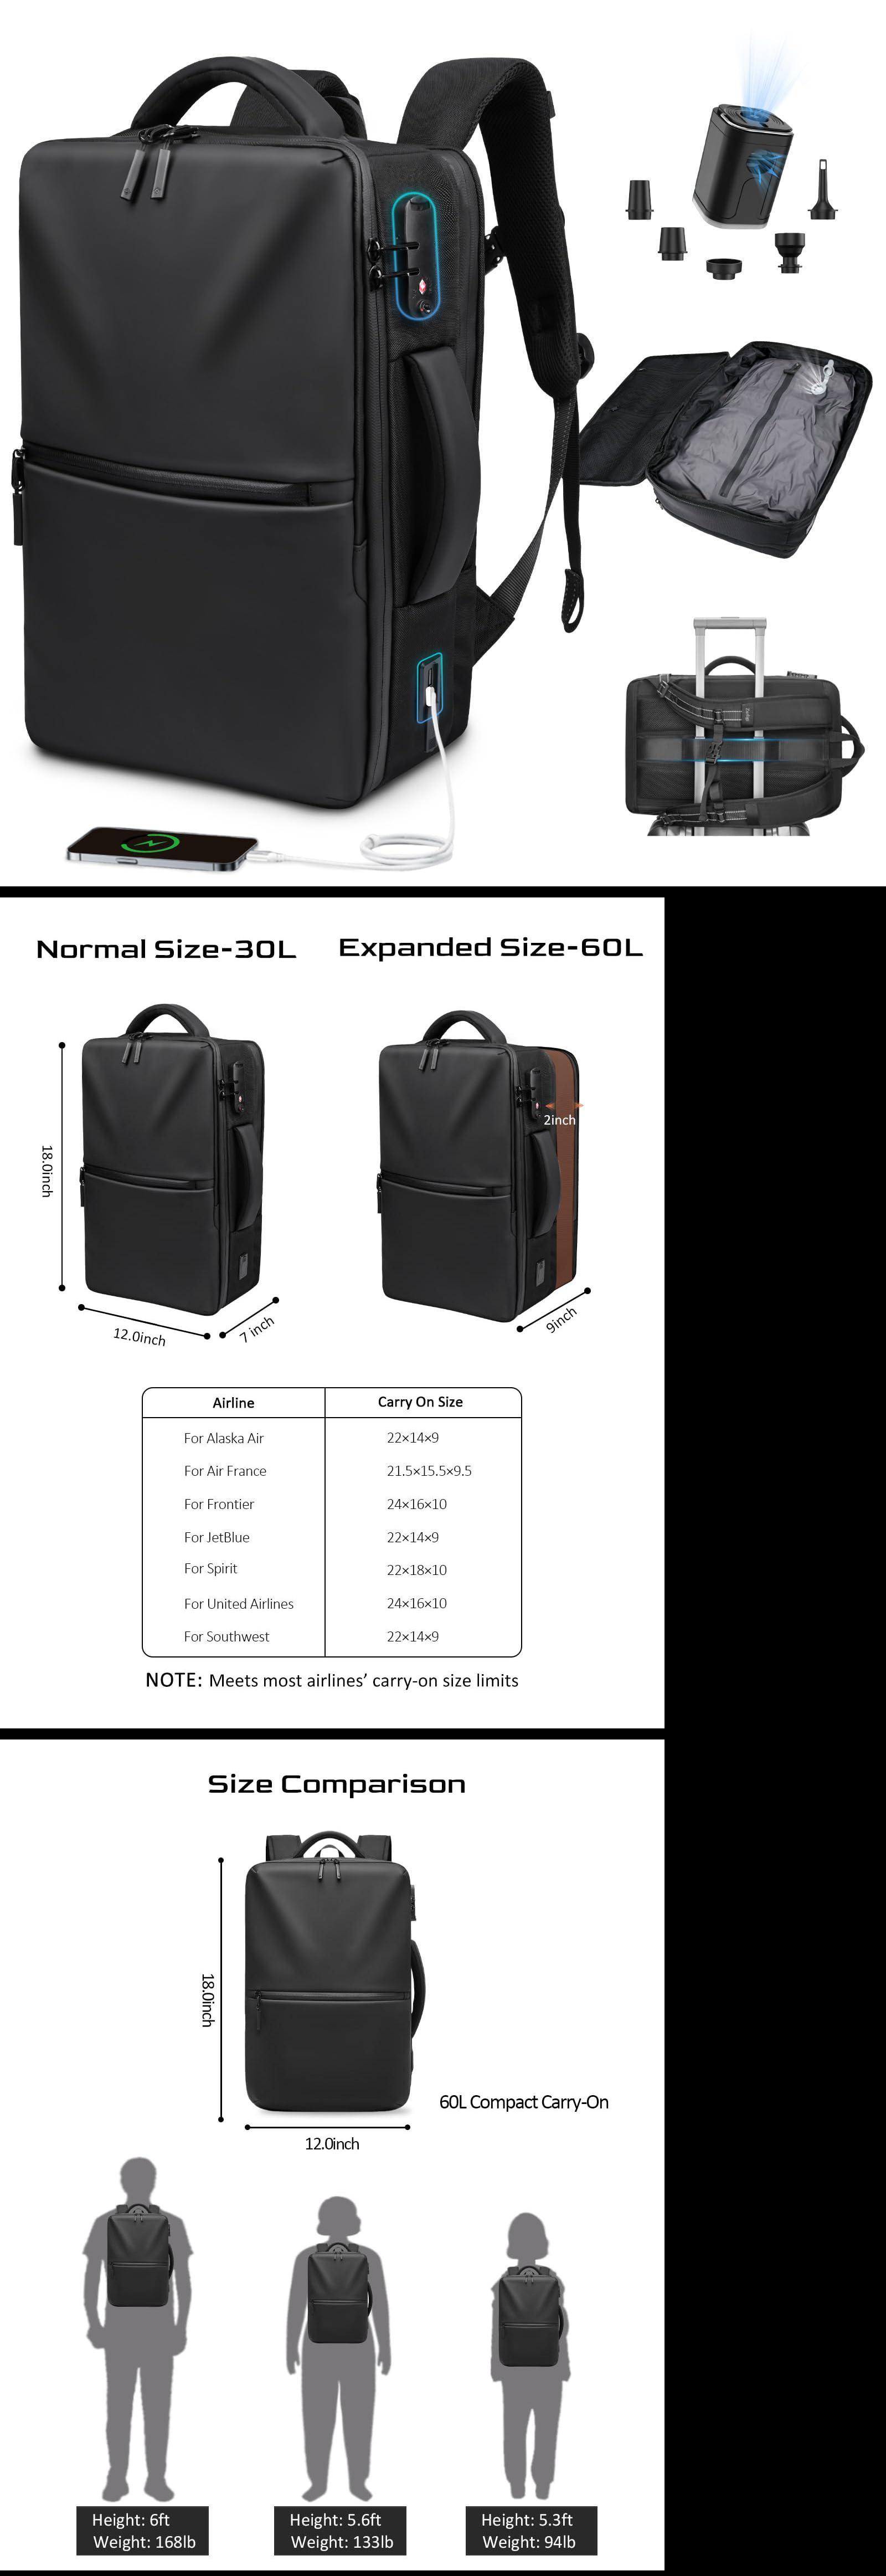 Normal Size-30L
Expanded Size-60L
2inch
18.0inch
12.0inch
7 inch
9inch
Airline
Carry On Size
For Alaska Air
22×14×9
For Air France
21.5×15.5×9.5
For Frontier
24×16×10
For JetBlue
22×14×9
For Spirit
22×18×10
For United Airlines
24×16×10
For Southwest
22×14×9
NOTE: Meets most airlines’ carry-on size limits
Size Comparison
18.0inch
60L Compact Carry-On
12.0inch
Height: 6ft
Weight: 168lb
Height: 5.6ft
Weight: 133lb
Height: 5.3ft
Weight: 94lb